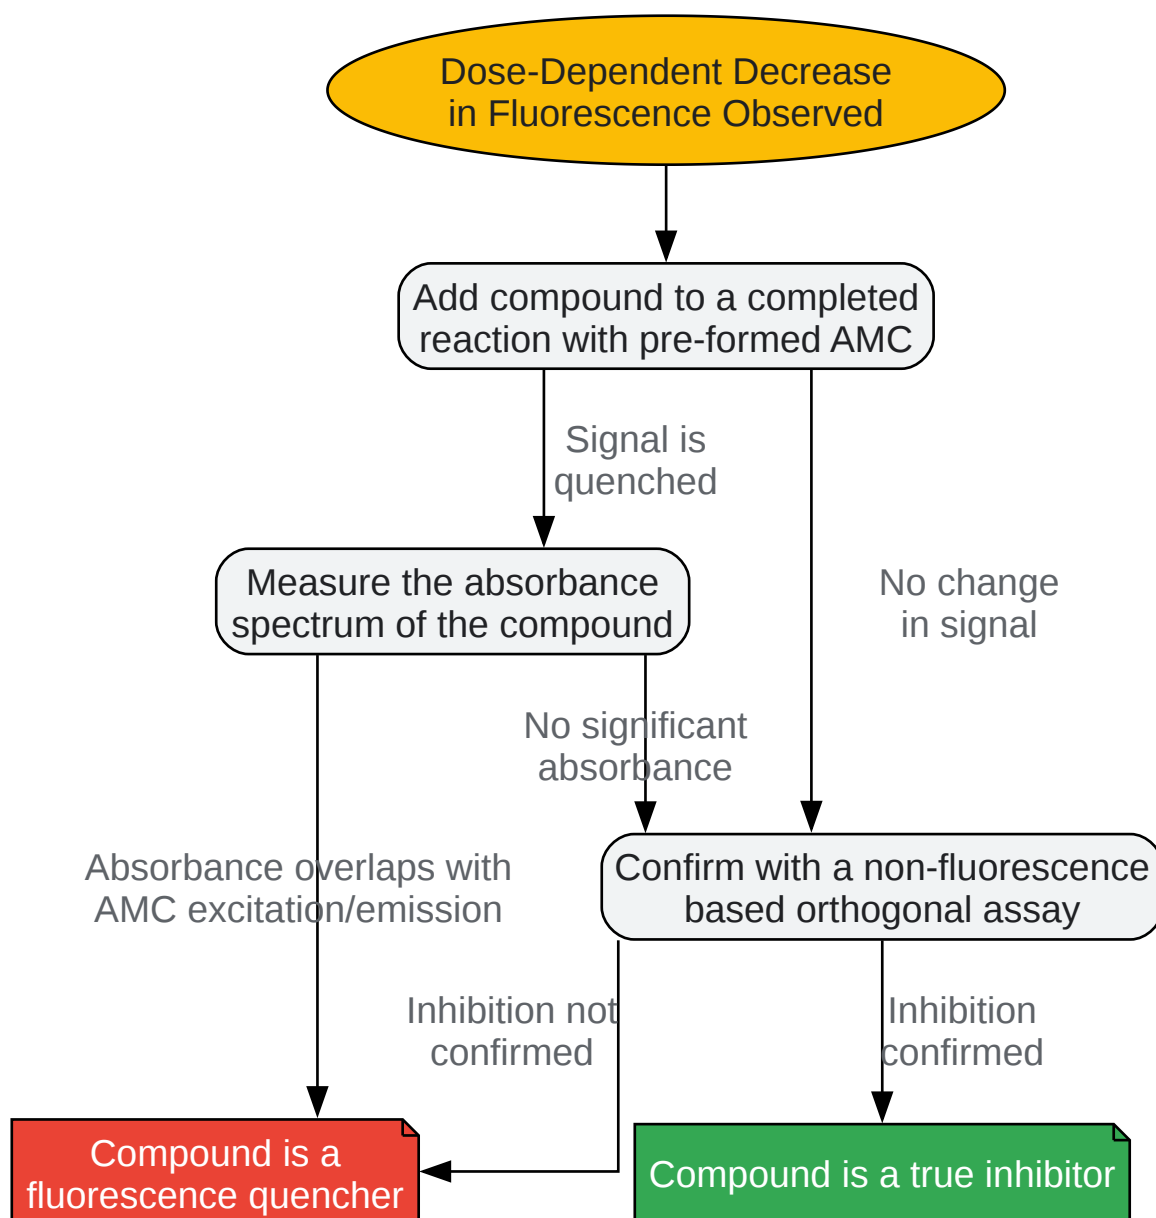 Dose-Dependent Decrease
in Fluorescence Observed
Add compound to a completed
reaction with pre-formed AMC
Signal is
quenched
No change
in signal
Measure the absorbance
spectrum of the compound
No significant
absorbance
Absorbance overlaps with
AMC excitation/emission
Confirm with a non-fluorescence
based orthogonal assay
Inhibition not
confirmed
Inhibition
confirmed
Compound is a
fluorescence quencher
Compound is a true inhibitor